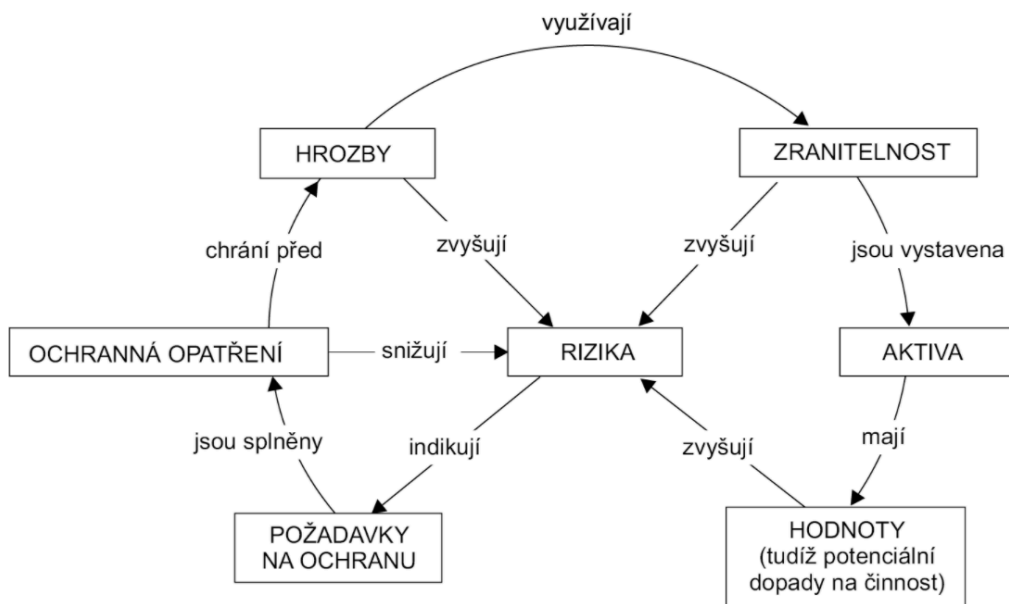 využívají
HROZBY
ZRANITELNOST
chrání před
zvyšují
zvyšují
jsou vystavena
OCHRANNÁ OPATŘENÍ
snižují
RIZIKA
AKTIVA
jsou splněny
indikují
zvyšují
mají
POŽADAVKY
NA OCHRANU
HODNOTY
(tudíž potenciální
dopady na činnost)